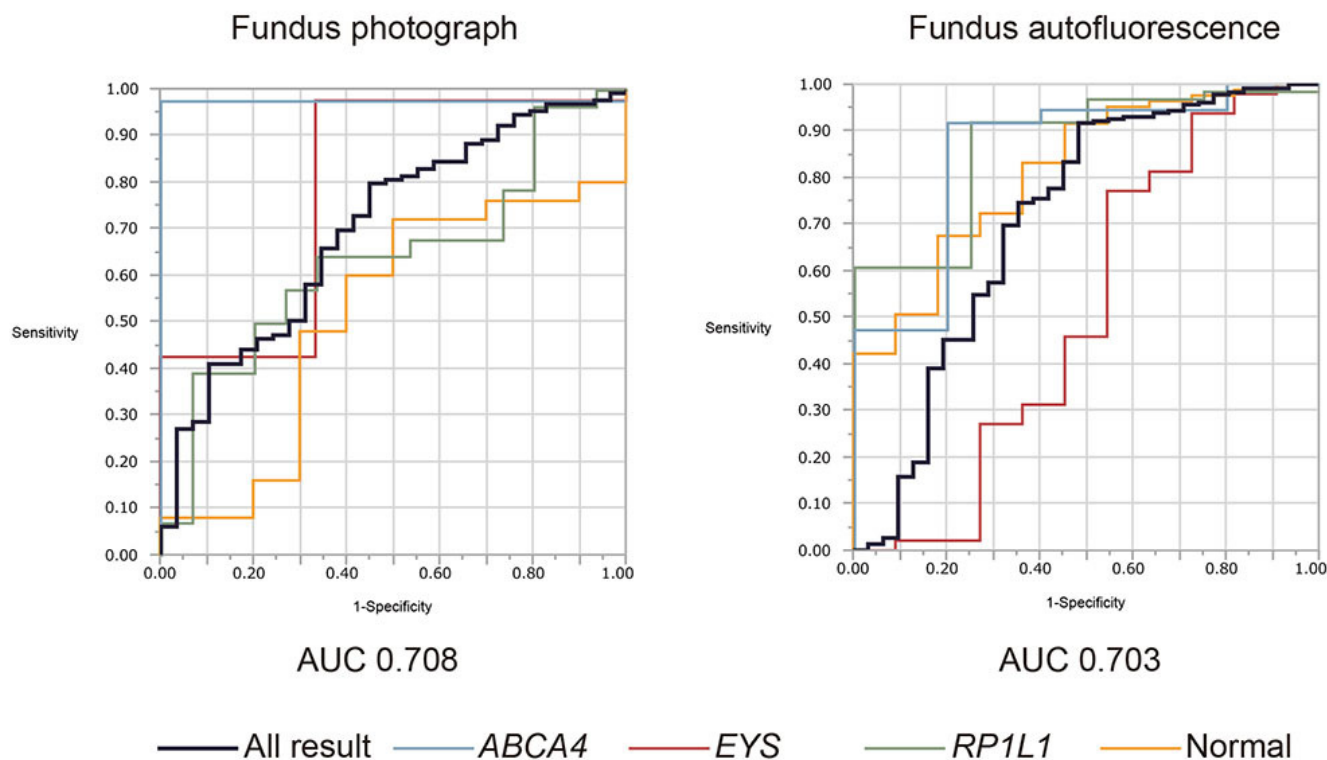 Fundus photograph
Fundus autofluorescence
1.00
0.90
0.80
0.70
0.60
0.50
0.40
0.30
0.20
0.10
0.00
Sensitivity
0.00 0.20 0.40 0.60 0.80 1.00
1-Specificity
1.00
0.90
0.80
0.70
0.60
0.50
0.40
0.30
0.20
0.10
0.00
Sensitivity
0.00 0.20 0.40 0.60 0.80 1.00
1-Specificity
AUC 0.708
AUC 0.703
All result ABCA4 EYS RP1L1 Normal